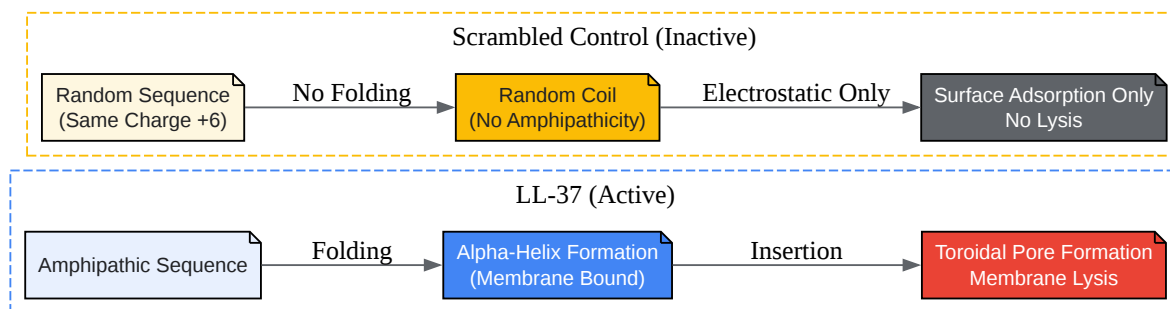 Scrambled Control (Inactive)
Random Sequence
(Same Charge +6)
No Folding
Random Coil
(No Amphipathicity)
Electrostatic Only
Surface Adsorption Only
No Lysis
LL-37 (Active)
Amphipathic Sequence
Folding
Alpha-Helix Formation
(Membrane Bound)
Insertion
Toroidal Pore Formation
Membrane Lysis